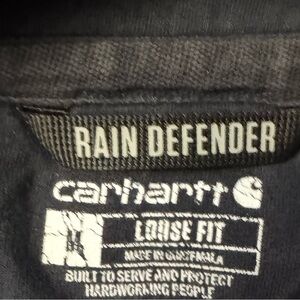 RAIN DEFENDER
carhartt
LOOSE FIT
MADE IN GUATEMALA
BUILT TO SERVE AND PROTECT
HARDWORKING PEOPLE